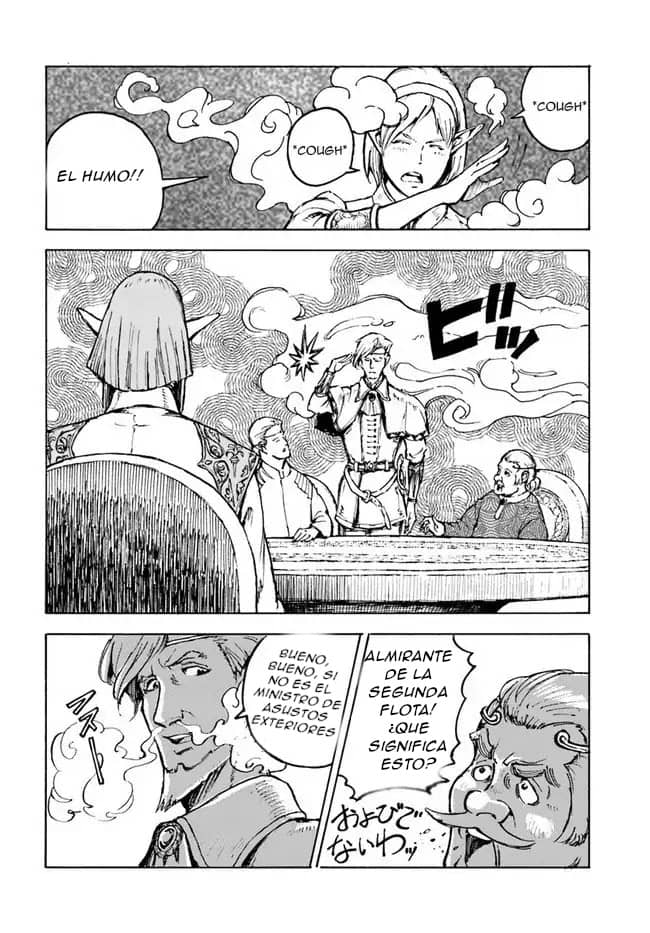 *COUGH*
*COUGH*
EL HUMO!!
ビッ
ALMIRANTE
DE LA
SEGUNDA
FLOTA!
¿QUE
SIGNIFICA
ESTO?
およびで
ないわッ
BUENO,
BUENO, SI
NO ES EL
MINISTRO DE
ASUSTOS
EXTERIORES